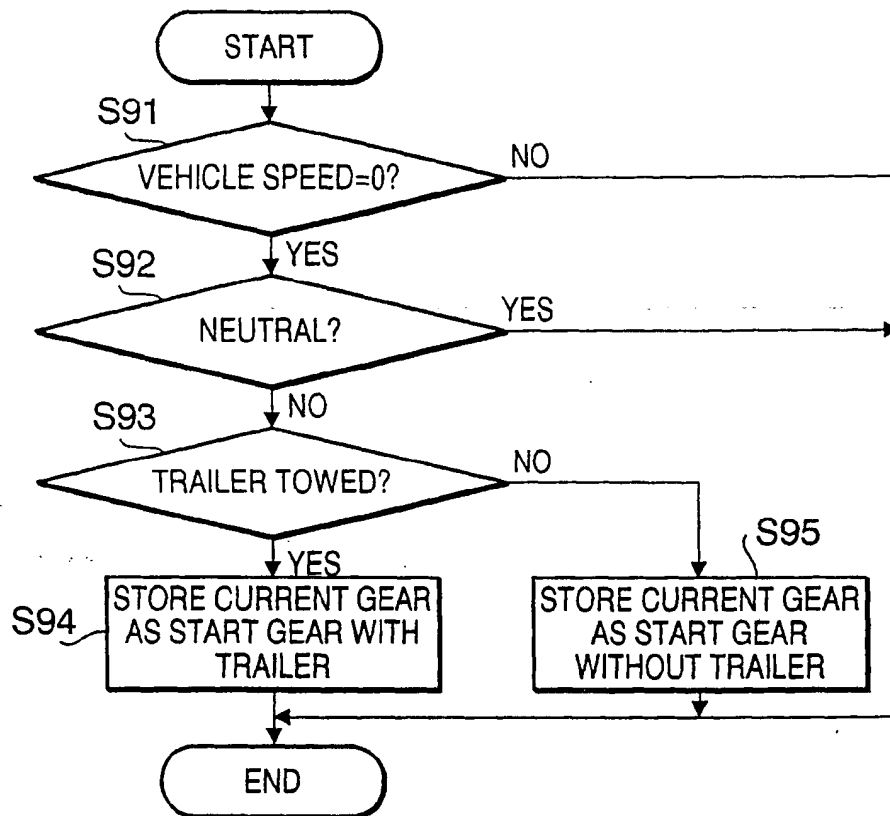 START
S91
VEHICLE SPEED=0?
NO
YES
S92
NEUTRAL?
YES
NO
S93
TRAILER TOWED?
NO
YES
S94
STORE CURRENT GEAR
AS START GEAR WITH
TRAILER
S95
STORE CURRENT GEAR
AS START GEAR
WITHOUT TRAILER
END